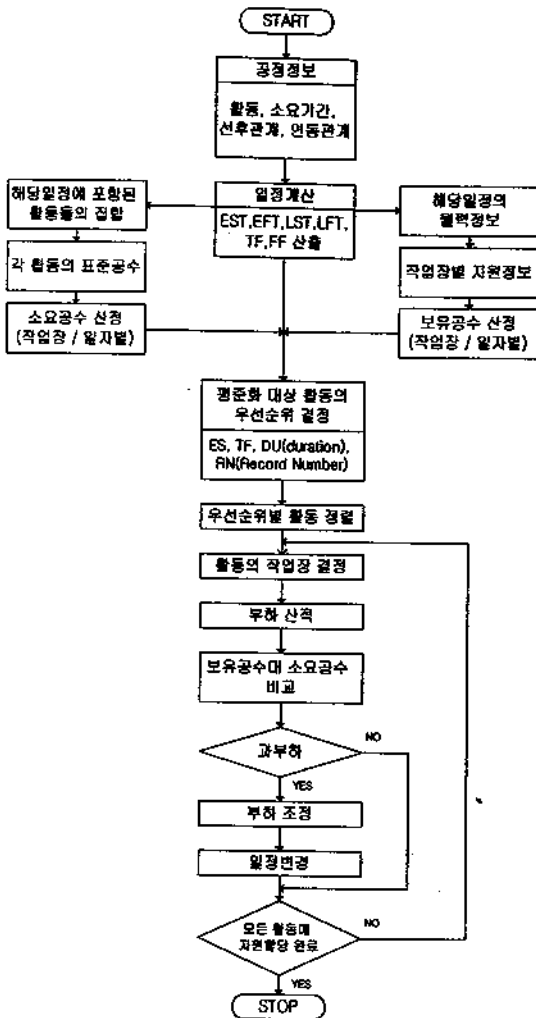 START
공정정보
활동, 소요기간,
선후관계, 연동관계
일정계산
EST,EFT,LST,LFT,
TF,FF 산출
해당일정에 포함된
활동들의 집합
각 활동의 표준공수
소요공수 산정
(작업장 / 일자별)
해당일정의
월력정보
작업장별 자원정보
보유공수 산정
(작업장 / 일자별)
평준화 대상 활동의
우선순위 결정
ES, TF, DU(duration),
RN(Record Number)
우선순위별 활동 정렬
활동의 작업장 결정
부하 산적
보유공수대 소요공수
비교
과부하
NO
YES
부하 조정
일정변경
모든 활동에
자원할당 완료
NO
YES
STOP